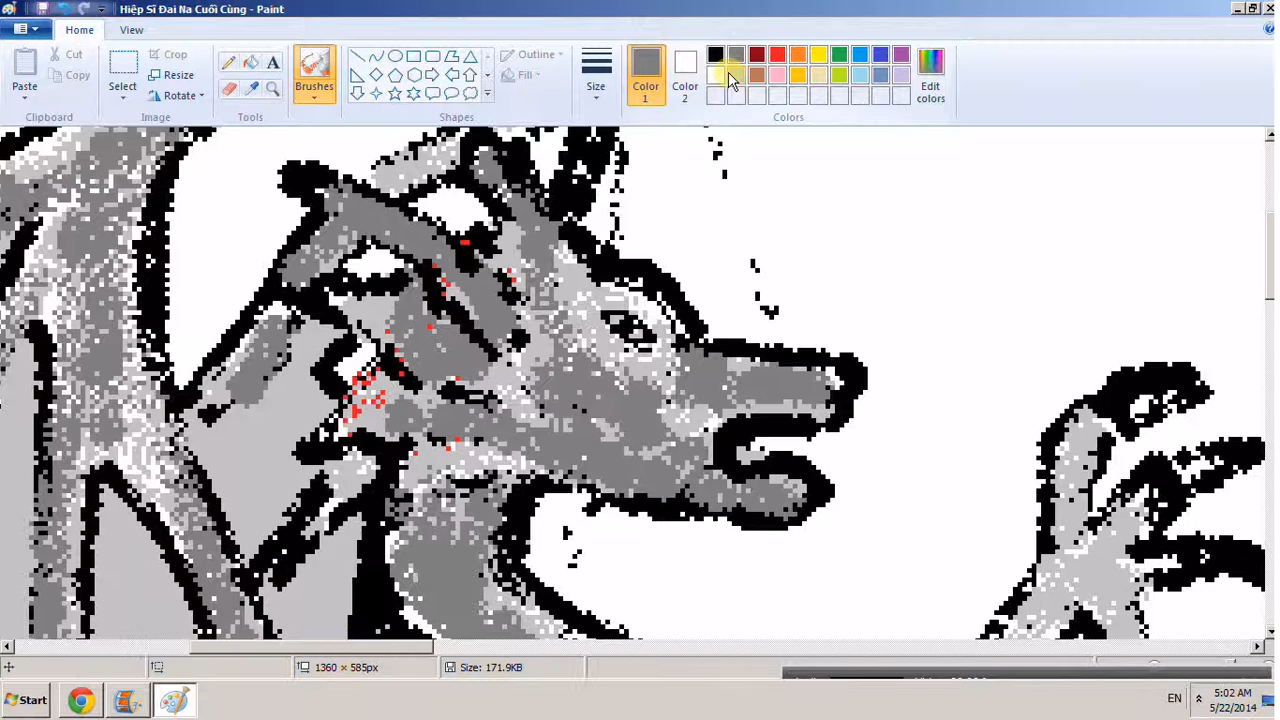 Hiệp Sĩ Đai Na Cuối Cùng - Paint
Home
View
Paste
Cut
Copy
Clipboard
Select
Crop
Resize
Rotate
Image
A
Tools
Brushes
Shapes
Outline
Fill
Size
Color 1
Color 2
Edit colors
Colors
1360 × 585px
Size: 171.9KB
Start
EN
5:02 AM
5/22/2014